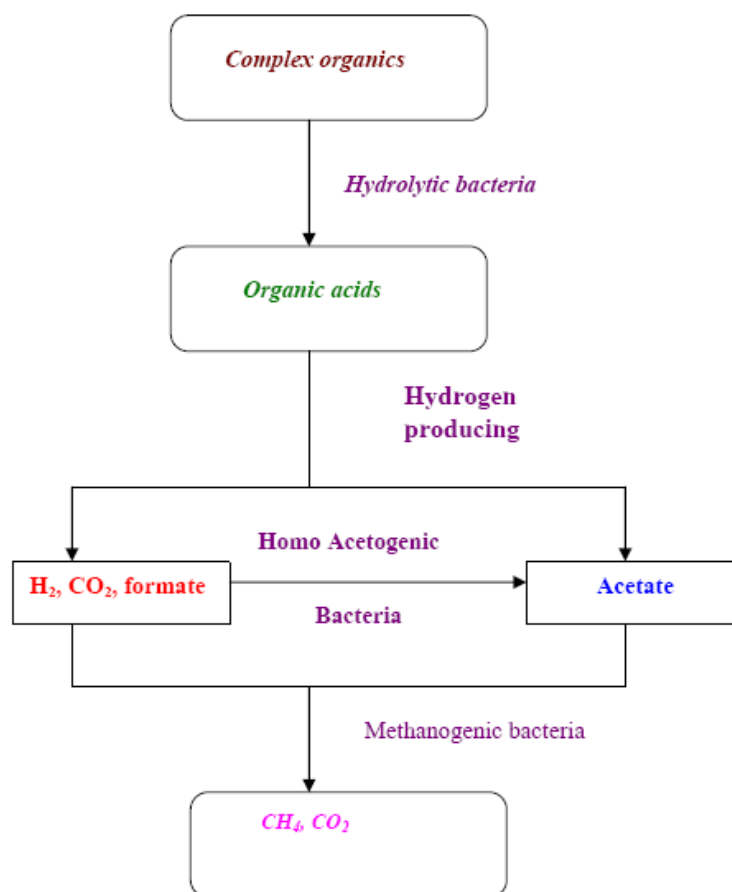 Complex organics
Hydrolytic bacteria
Organic acids
Hydrogen
producing
Homo Acetogenic
H₂, CO₂, formate
Acetate
Bacteria
Methanogenic bacteria
CH₄, CO₂